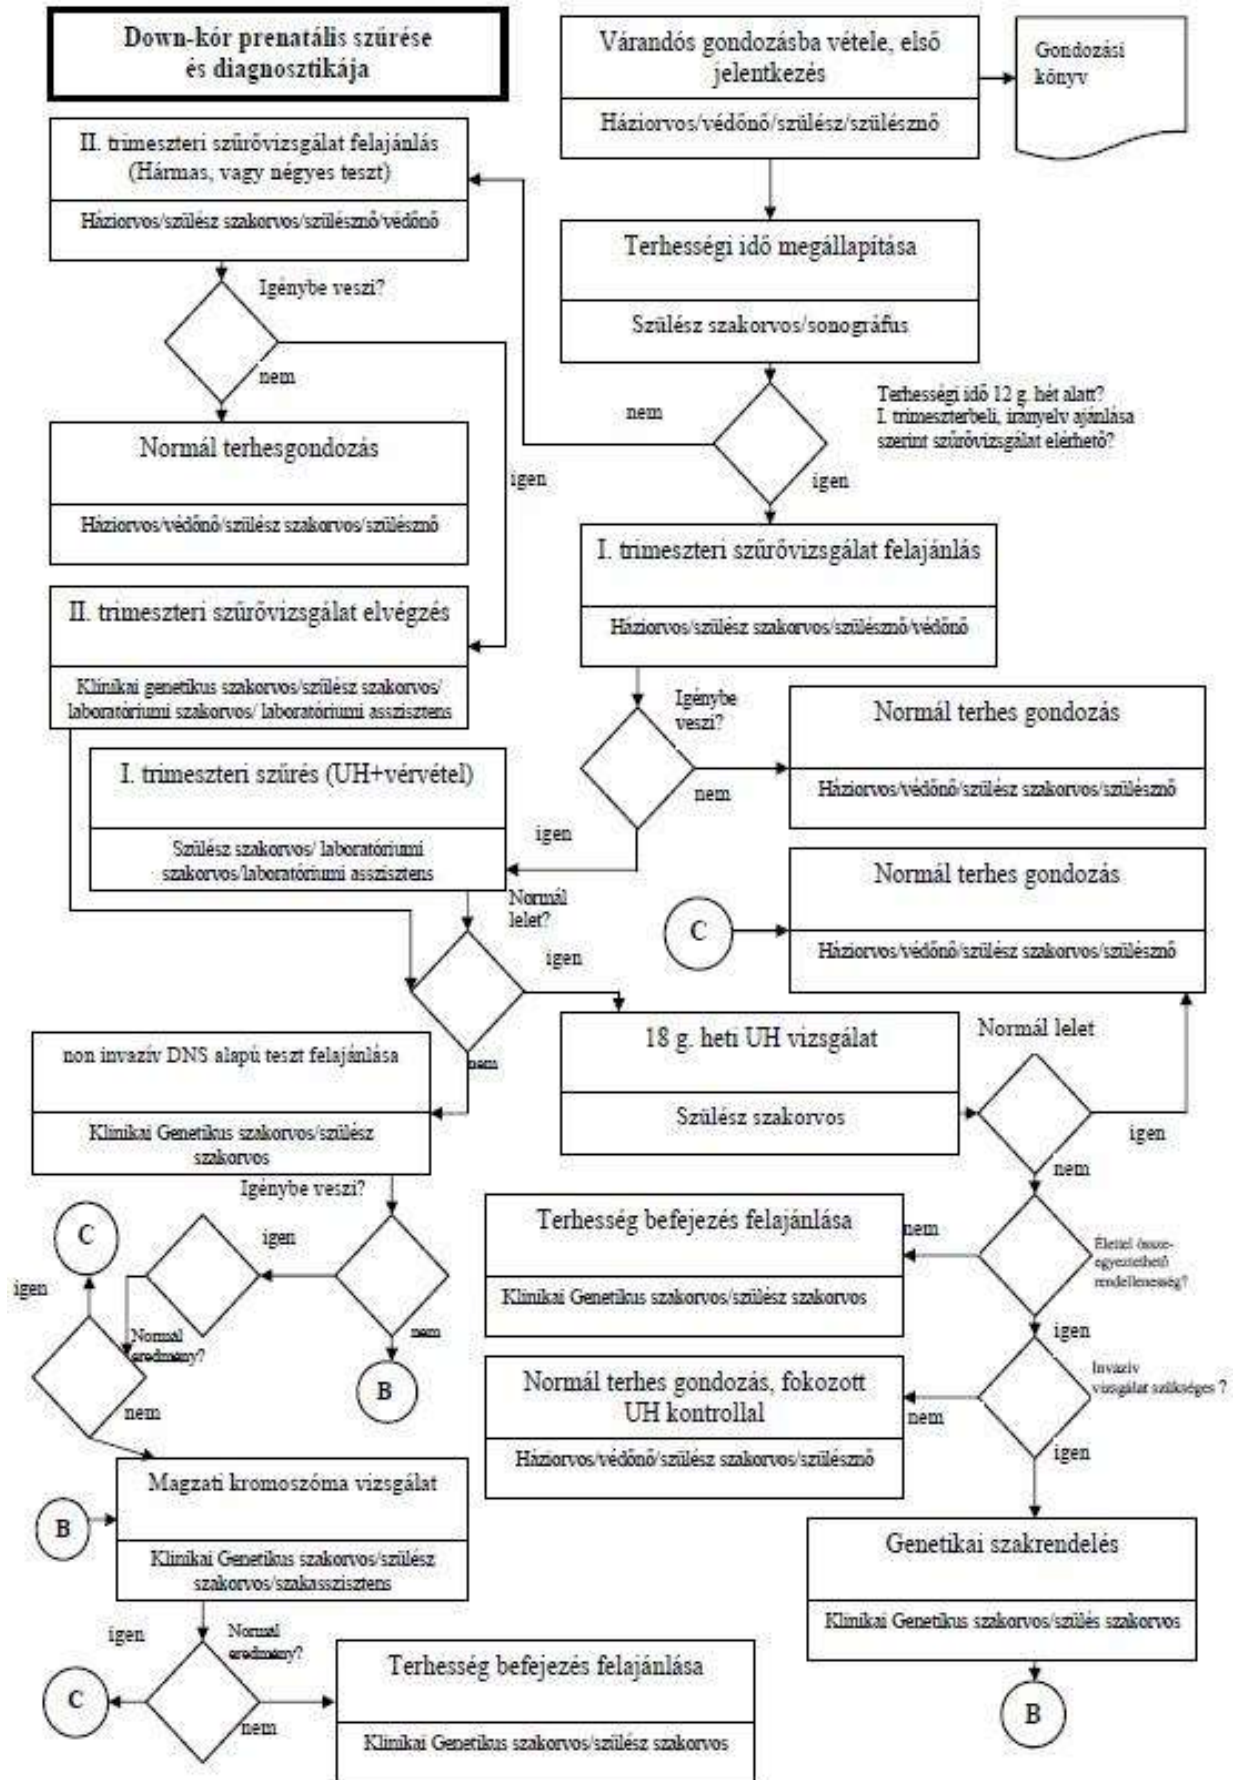 Down-kór prenatális szűrése
és diagnosztikája
Várandós gondozásba vétele, első
jelentkezés
Háziorvos/védőnő/szülész/szülésznő
Gondozási
könyv
II. trimeszteri szűrővizsgálat felajánlás
(Hármas, vagy négyes teszt)
Háziorvos/szülész szakorvos/szülésznő/védőnő
Igénybe veszi?
nem
igen
Terhességi idő megállapítása
Szülész szakorvos/sonográfus
nem
Terhességi idő 12 g. hét alatt?
I. trimeszterbeli, irányelv ajánlása
szerint szűrővizsgálat elérhető?
igen
Normál terhesgondozás
Háziorvos/védőnő/szülész szakorvos/szülésznő
I. trimeszteri szűrővizsgálat felajánlás
Háziorvos/szülész szakorvos/szülésznő/védőnő
II. trimeszteri szűrővizsgálat elvégzés
Klinikai genetikus szakorvos/szülész szakorvos/
laboratóriumi szakorvos/ laboratóriumi asszisztens
Igénybe
veszi?
nem
igen
Normál terhes gondozás
Háziorvos/védőnő/szülész szakorvos/szülésznő
I. trimeszteri szűrés (UH+vérvétel)
Szülész szakorvos/ laboratóriumi
szakorvos/laboratóriumi asszisztens
Normál
lelet?
igen
nem
C
Normál terhes gondozás
Háziorvos/védőnő/szülész szakorvos/szülésznő
18 g. heti UH vizsgálat
Szülész szakorvos
Normál lelet
igen
nem
non invazív DNS alapú teszt felajánlása
Klinikai Genetikus szakorvos/szülész
szakorvos
Igénybe veszi?
igen
nem
B
C
igen
Normál
eredmény?
nem
Terhesség befejezés felajánlása
Klinikai Genetikus szakorvos/szülész szakorvos
nem
Élettel össze-
egyeztethető
rendellenesség?
igen
Normál terhes gondozás, fokozott
UH kontrollal
Háziorvos/védőnő/szülész szakorvos/szülésznő
nem
Invazív
vizsgálat szükséges ?
igen
B
Magzati kromoszóma vizsgálat
Klinikai Genetikus szakorvos/szülész
szakorvos/szakasszisztens
Genetikai szakrendelés
Klinikai Genetikus szakorvos/szülés szakorvos
B
igen
Normál
eredmény?
C
nem
Terhesség befejezés felajánlása
Klinikai Genetikus szakorvos/szülész szakorvos